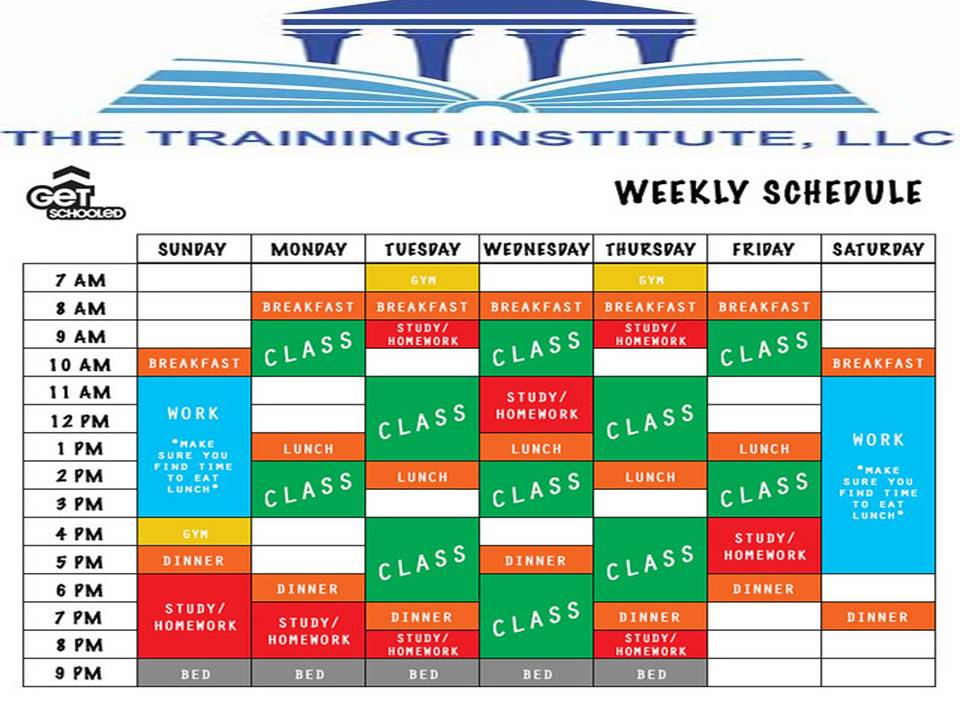 THE TRAINING INSTITUTE, LLC
GET
SCHOOLED
WEEKLY SCHEDULE
SUNDAY MONDAY TUESDAY WEDNESDAY THURSDAY FRIDAY SATURDAY
7 AM GYM GYM
8 AM BREAKFAST BREAKFAST BREAKFAST BREAKFAST BREAKFAST
9 AM CLASS STUDY/
HOMEWORK CLASS STUDY/
HOMEWORK CLASS
10 AM BREAKFAST BREAKFAST
11 AM
WORK
*MAKE
SURE YOU
FIND TIME
TO EAT
LUNCH*
CLASS STUDY/
HOMEWORK CLASS
WORK
*MAKE
SURE YOU
FIND TIME
TO EAT
LUNCH*
12 PM
1 PM LUNCH LUNCH LUNCH
2 PM CLASS LUNCH CLASS LUNCH CLASS
3 PM
4 PM GYM CLASS CLASS STUDY/
HOMEWORK
5 PM DINNER DINNER
6 PM STUDY/
HOMEWORK DINNER CLASS DINNER
7 PM STUDY/
HOMEWORK DINNER DINNER DINNER
8 PM STUDY/
HOMEWORK STUDY/
HOMEWORK
9 PM BED BED BED BED BED